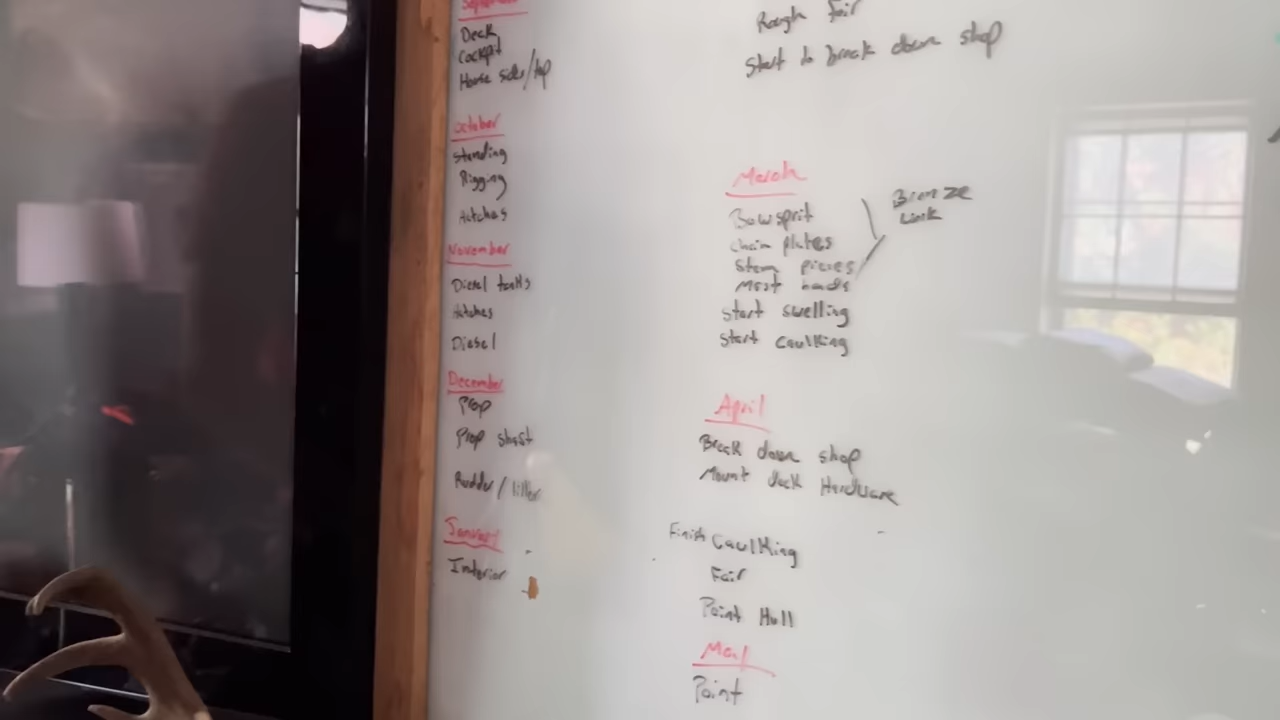 September
Deck
Cockpit
House sides/top
October
Standing
Rigging
Hatches
November
Diesel tanks
Hatches
Diesel
December
Prop
Prop shaft
Rudder/tiller
January
Interior
Rough fair
Start to break down shop
March
Bowsprit
Chain plates
Stem pieces
Mast bands
Bronze
Link
Start swelling
Start caulking
April
Break down shop
Mount deck Hardware
Finish Caulking
Fair
Paint Hull
May
Paint